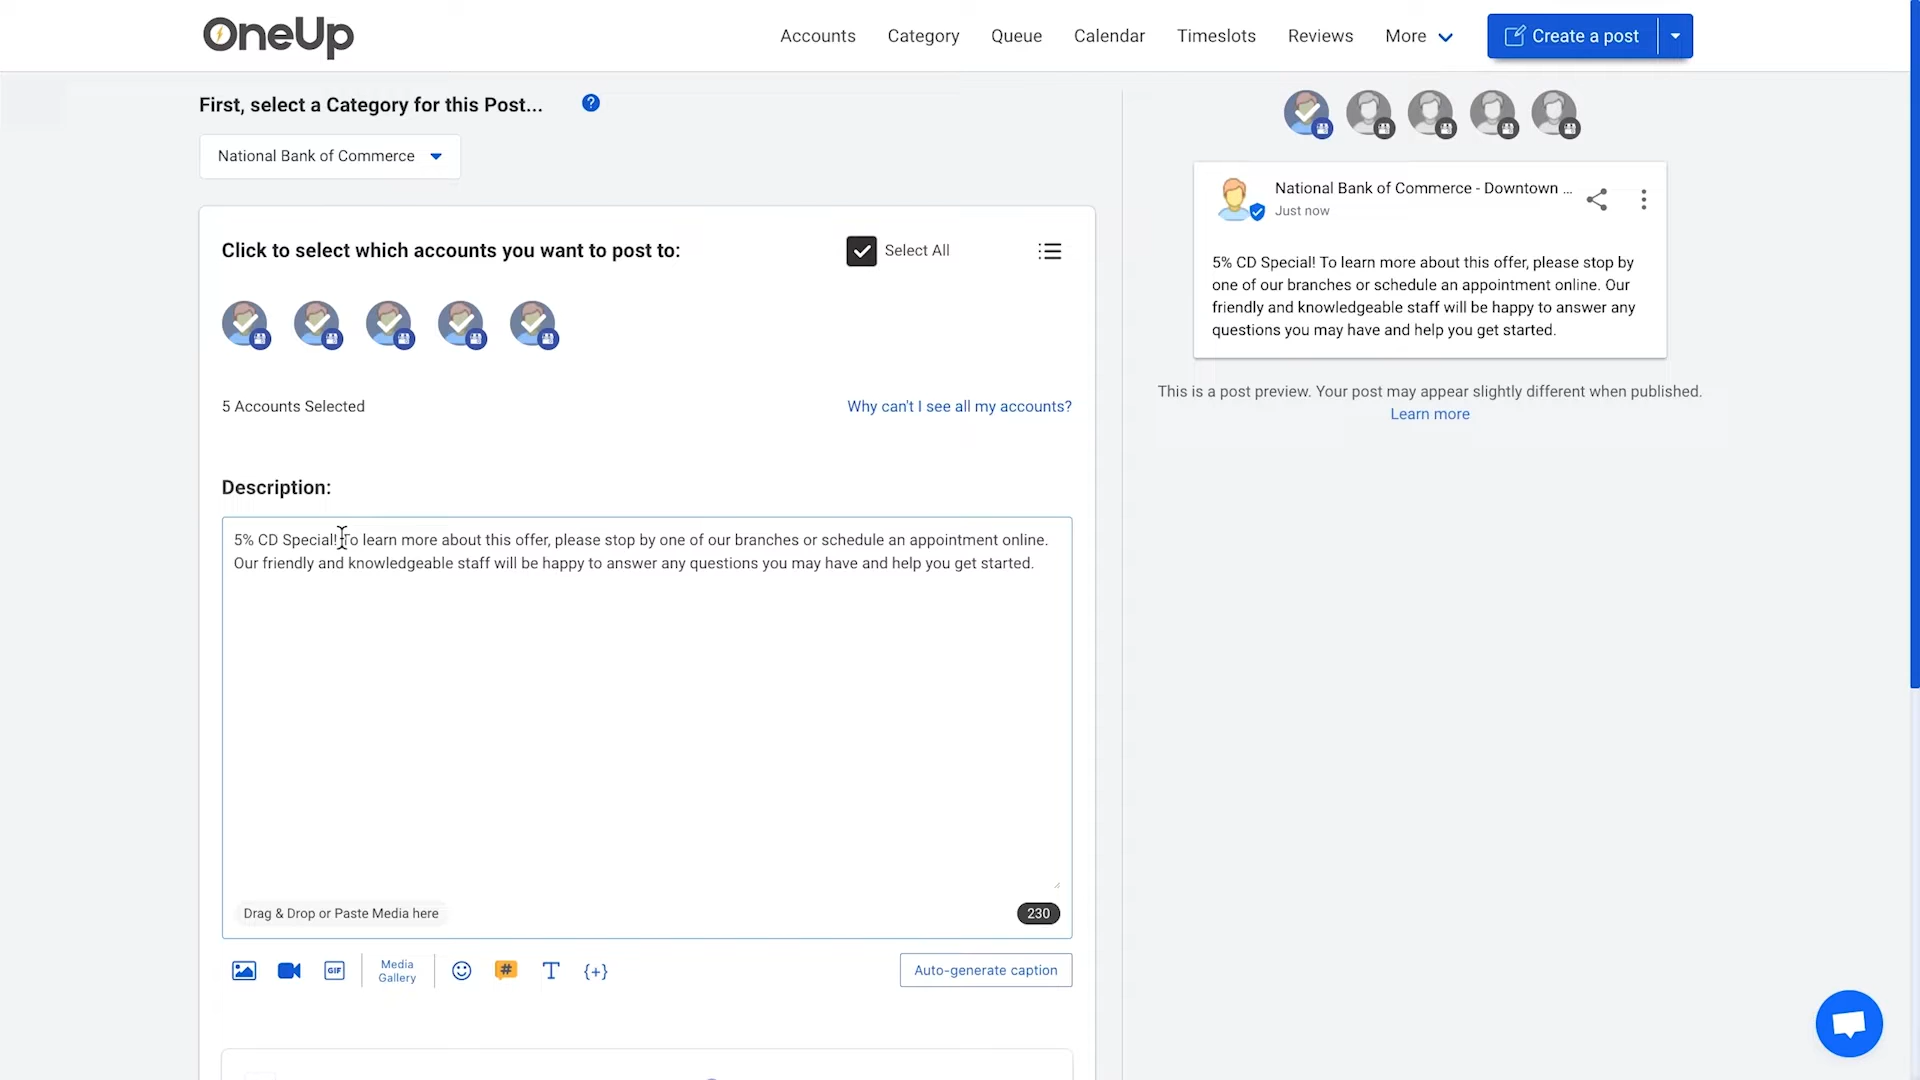 OneUp
Accounts Category Queue Calendar Timeslots Reviews More Create a post
First, select a Category for this Post... ?
National Bank of Commerce
Click to select which accounts you want to post to: Select All
5 Accounts Selected Why can't I see all my accounts?
Description:
5% CD Special! To learn more about this offer, please stop by one of our branches or schedule an appointment online.
Our friendly and knowledgeable staff will be happy to answer any questions you may have and help you get started.
Drag & Drop or Paste Media here 230
GIF Media Gallery # T {+} Auto-generate caption
National Bank of Commerce - Downtown ...
Just now
5% CD Special! To learn more about this offer, please stop by
one of our branches or schedule an appointment online. Our
friendly and knowledgeable staff will be happy to answer any
questions you may have and help you get started.
This is a post preview. Your post may appear slightly different when published.
Learn more